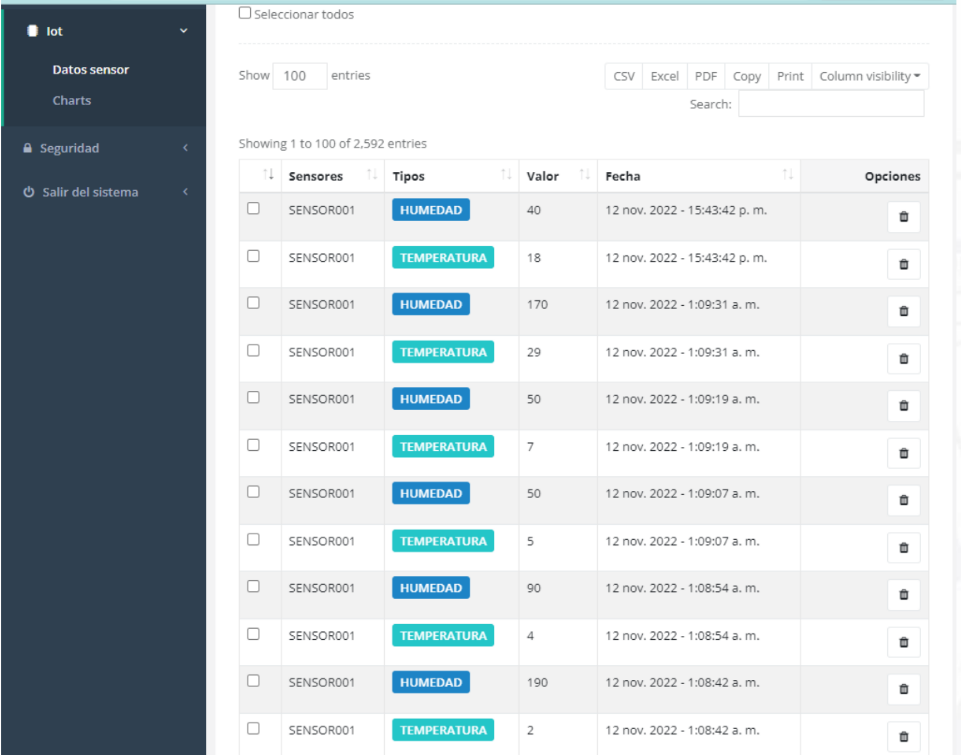 Iot
Datos sensor
Charts
Seguridad
Salir del sistema
Seleccionar todos
Show 100 entries
CSV Excel PDF Copy Print Column visibility
Search:
Showing 1 to 100 of 2,592 entries
Sensores Tipos Valor Fecha Opciones
SENSOR001 HUMEDAD 40 12 nov. 2022 - 15:43:42 p. m.
SENSOR001 TEMPERATURA 18 12 nov. 2022 - 15:43:42 p. m.
SENSOR001 HUMEDAD 170 12 nov. 2022 - 1:09:31 a. m.
SENSOR001 TEMPERATURA 29 12 nov. 2022 - 1:09:31 a. m.
SENSOR001 HUMEDAD 50 12 nov. 2022 - 1:09:19 a. m.
SENSOR001 TEMPERATURA 7 12 nov. 2022 - 1:09:19 a. m.
SENSOR001 HUMEDAD 50 12 nov. 2022 - 1:09:07 a. m.
SENSOR001 TEMPERATURA 5 12 nov. 2022 - 1:09:07 a. m.
SENSOR001 HUMEDAD 90 12 nov. 2022 - 1:08:54 a. m.
SENSOR001 TEMPERATURA 4 12 nov. 2022 - 1:08:54 a. m.
SENSOR001 HUMEDAD 190 12 nov. 2022 - 1:08:42 a. m.
SENSOR001 TEMPERATURA 2 12 nov. 2022 - 1:08:42 a. m.